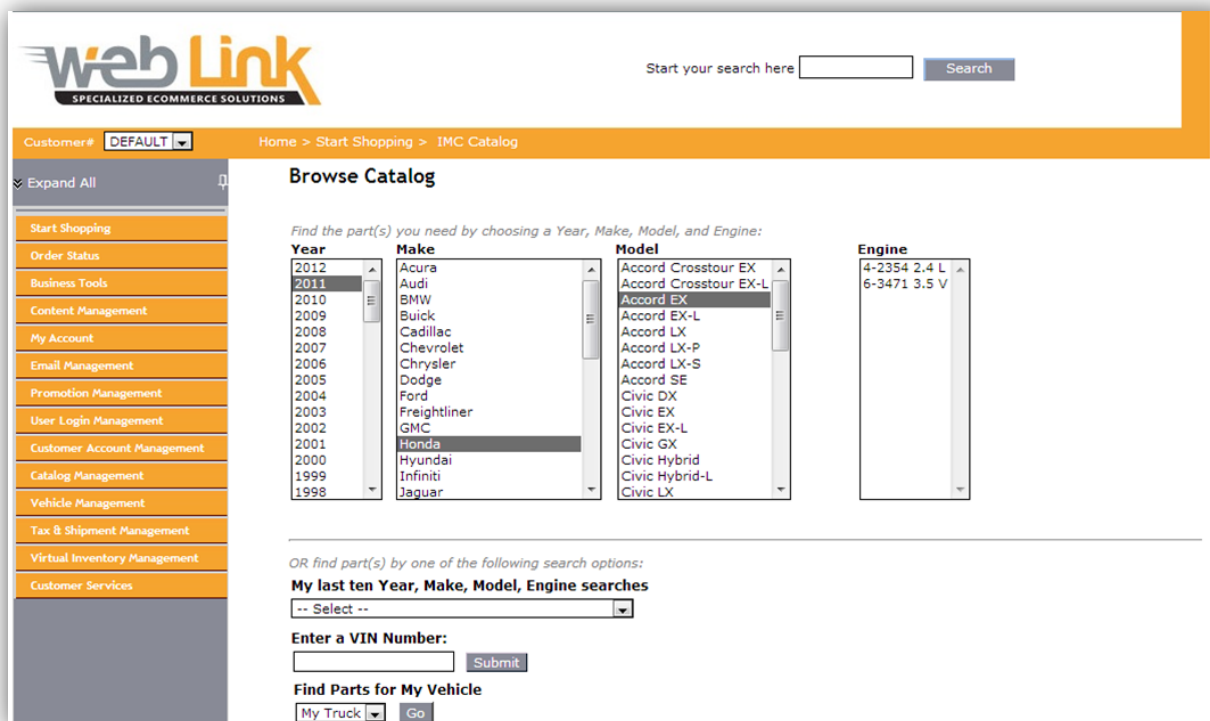 web Link
SPECIALIZED ECOMMERCE SOLUTIONS
Start your search here
Search
Customer# DEFAULT
Home > Start Shopping > IMC Catalog
Expand All
Start Shopping
Order Status
Business Tools
Content Management
My Account
Email Management
Promotion Management
User Login Management
Customer Account Management
Catalog Management
Vehicle Management
Tax & Shipment Management
Virtual Inventory Management
Customer Services
Browse Catalog
Find the part(s) you need by choosing a Year, Make, Model, and Engine:
Year
2012
2011
2010
2009
2008
2007
2006
2005
2004
2003
2002
2001
2000
1999
1998
Make
Acura
Audi
BMW
Buick
Cadillac
Chevrolet
Chrysler
Dodge
Ford
Freightliner
GMC
Honda
Hyundai
Infiniti
Jaguar
Model
Accord Crosstour EX
Accord Crosstour EX-L
Accord EX
Accord EX-L
Accord LX
Accord LX-P
Accord LX-S
Accord SE
Civic DX
Civic EX
Civic EX-L
Civic GX
Civic Hybrid
Civic Hybrid-L
Civic LX
Engine
4-2354 2.4 L
6-3471 3.5 V
OR find part(s) by one of the following search options:
My last ten Year, Make, Model, Engine searches
-- Select --
Enter a VIN Number:
Submit
Find Parts for My Vehicle
My Truck
Go